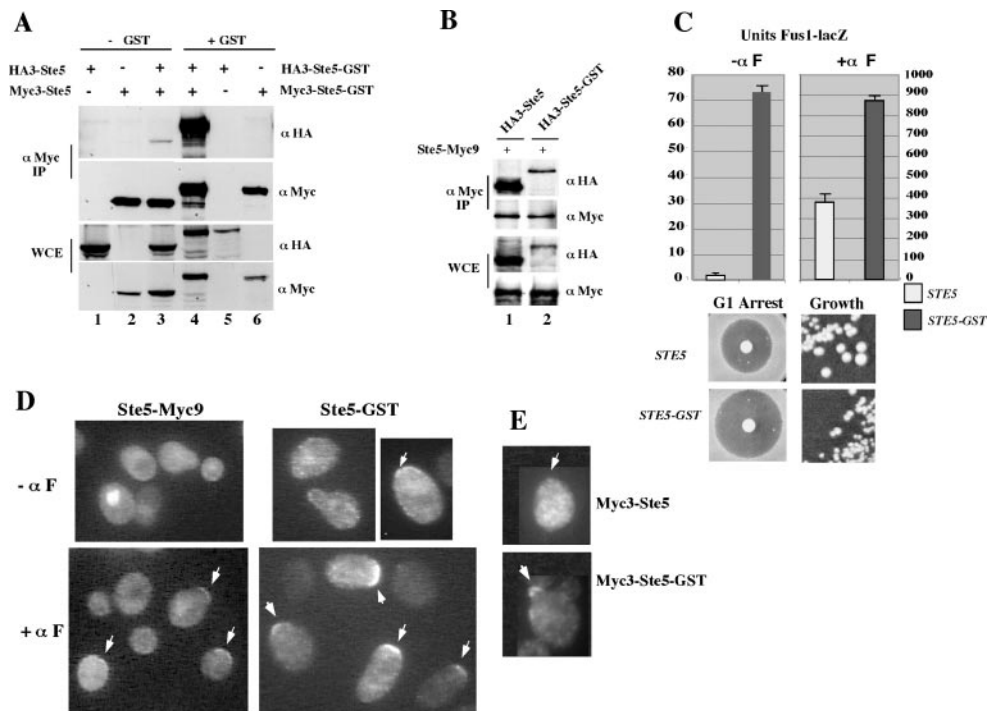 A
- GST
+ GST
HA3-Ste5 + - + + + - HA3-Ste5-GST
Myc3-Ste5 - + + + - + Myc3-Ste5-GST
α Myc IP
α HA
α Myc
WCE
α HA
α Myc
1 2 3 4 5 6
B
HA3-Ste5
HA3-Ste5-GST
Ste5-Myc9 + +
α Myc IP
α HA
α Myc
WCE
α HA
α Myc
1 2
C
Units Fus1-lacZ
-α F
+α F
80
70
60
50
40
30
20
10
0
1000
900
800
700
600
500
400
300
200
100
0
STE5
STE5-GST
G1 Arrest
Growth
STE5
STE5-GST
D
Ste5-Myc9
Ste5-GST
- α F
+ α F
E
Myc3-Ste5
Myc3-Ste5-GST